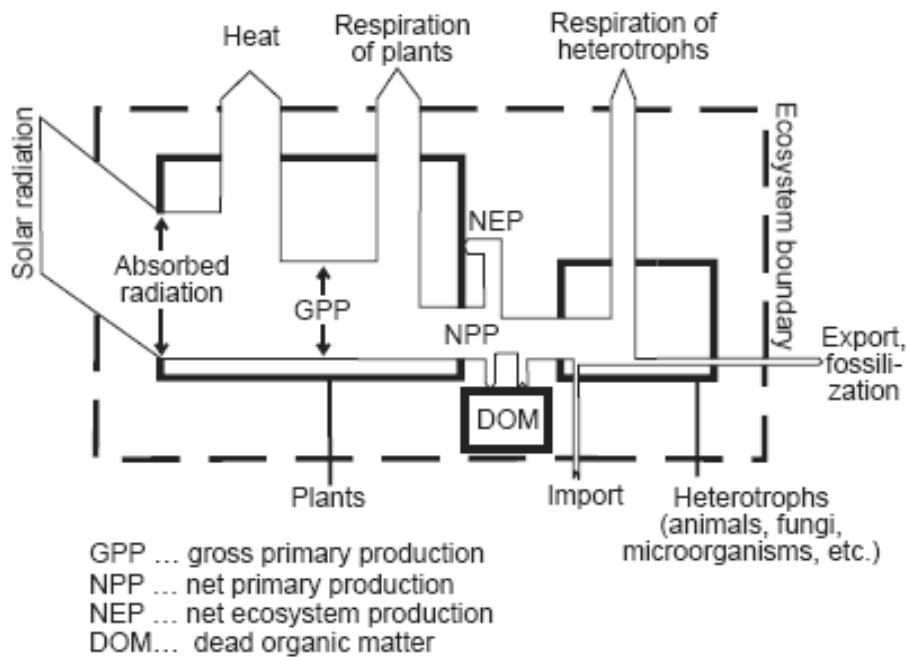 Heat
Respiration
of plants
Respiration of
heterotrophs
Solar radiation
Ecosystem boundary
Absorbed
radiation
GPP
NEP
NPP
DOM
Export,
fossili-
zation
Plants
Import
Heterotrophs
(animals, fungi,
microorganisms, etc.)
GPP ... gross primary production
NPP ... net primary production
NEP ... net ecosystem production
DOM... dead organic matter